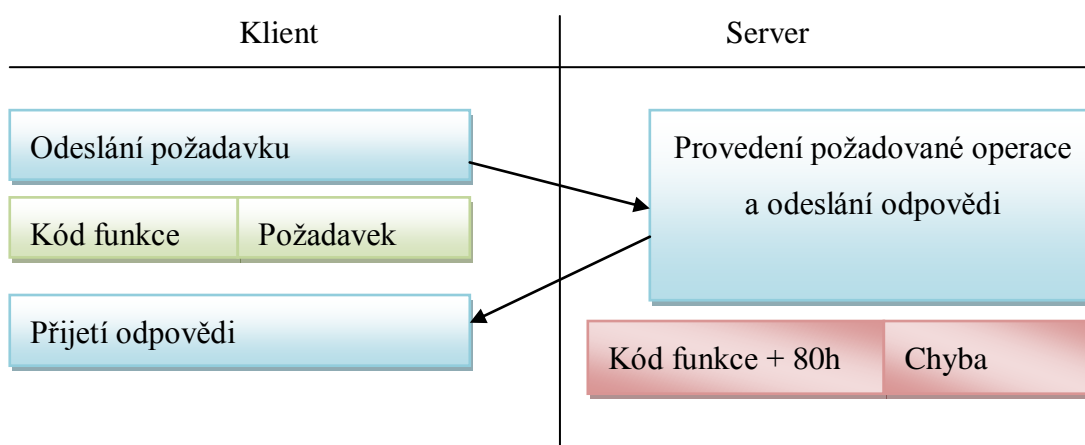 Klient
Server
Odeslání požadavku
Kód funkce
Požadavek
Přijetí odpovědi
Provedení požadované operace
a odeslání odpovědi
Kód funkce + 80h
Chyba